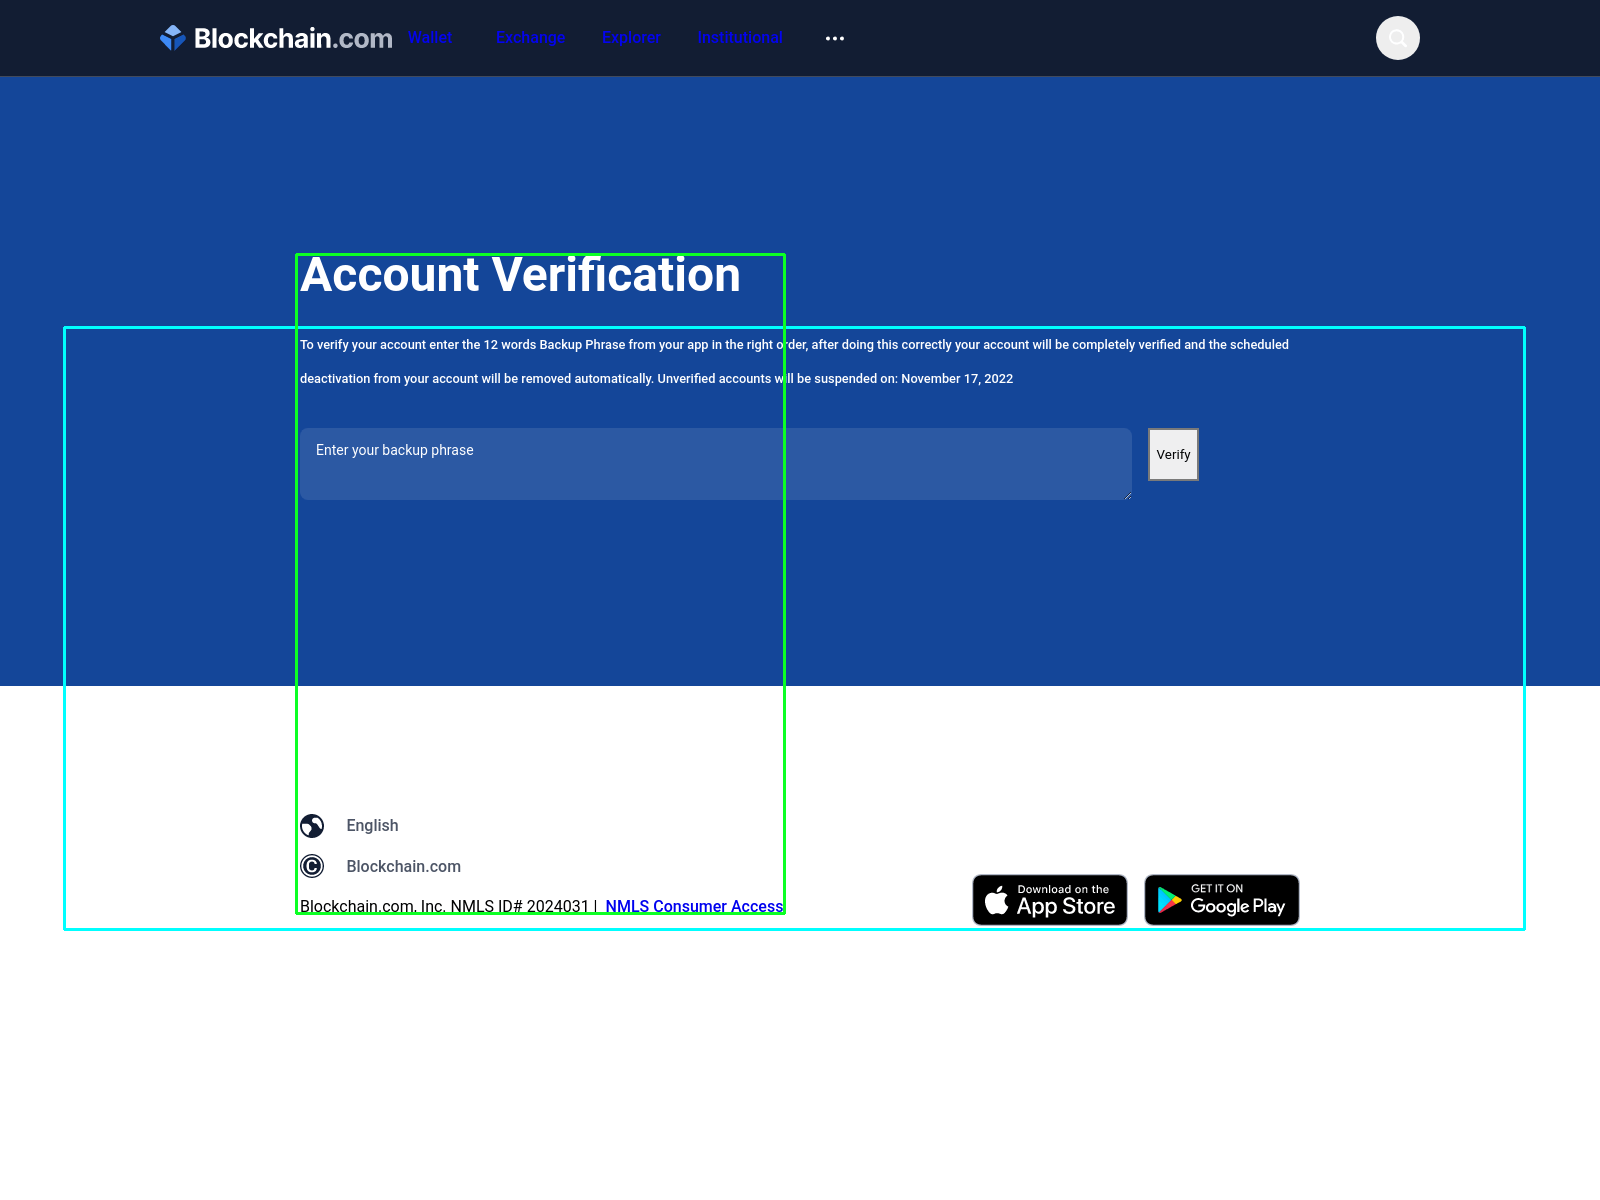 Blockchain.com Wallet Exchange Explorer Institutional
Account Verification
To verify your account enter the 12 words Backup Phrase from your app in the right order, after doing this correctly your account will be completely verified and the scheduled
deactivation from your account will be removed automatically. Unverified accounts will be suspended on: November 17, 2022
Enter your backup phrase
Verify
English
Blockchain.com
Blockchain.com, Inc. NMLS ID# 2024031 | NMLS Consumer Access
Download on the
App Store
GET IT ON
Google Play